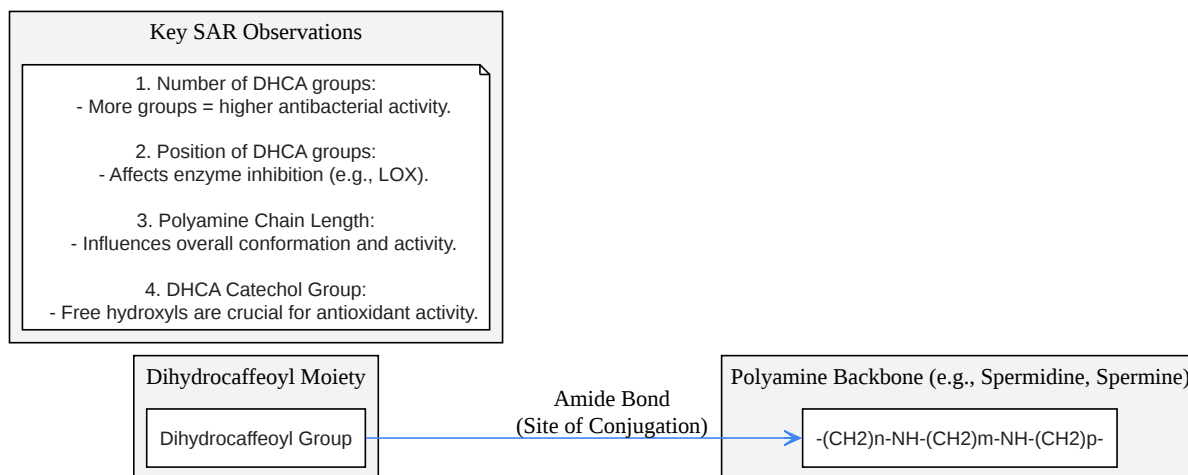 Key SAR Observations
1. Number of DHCA groups:
- More groups = higher antibacterial activity.
2. Position of DHCA groups:
- Affects enzyme inhibition (e.g., LOX).
3. Polyamine Chain Length:
- Influences overall conformation and activity.
4. DHCA Catechol Group:
- Free hydroxyls are crucial for antioxidant activity.
Dihydrocaffeoyl Moiety
Dihydrocaffeoyl Group
Amide Bond
(Site of Conjugation)
Polyamine Backbone (e.g., Spermidine, Spermine)
-(CH2)n-NH-(CH2)m-NH-(CH2)p-